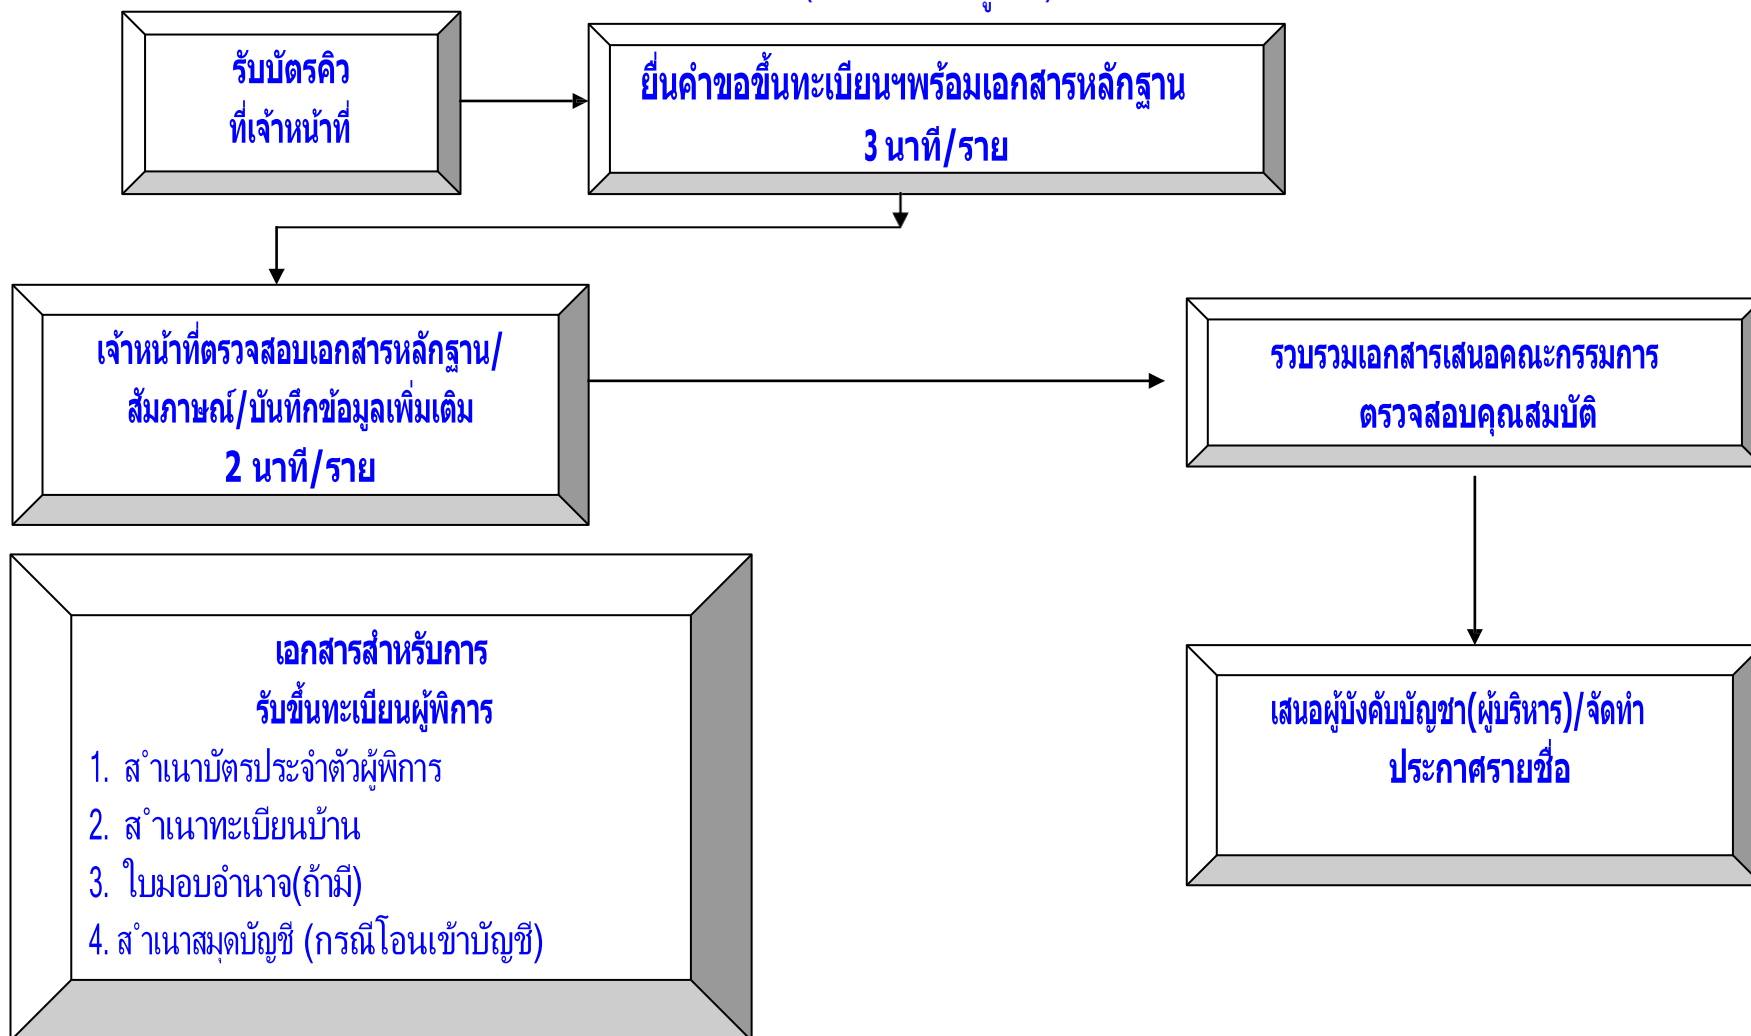 รับบัตรคิว
ที่เจ้าหน้าที่
ยื่นคำขอขึ้นทะเบียนฯพร้อมเอกสารหลักฐาน
3 นาที/ราย
เจ้าหน้าที่ตรวจสอบเอกสารหลักฐาน/
สัมภาษณ์/บันทึกข้อมูลเพิ่มเติม
2 นาที/ราย
รวบรวมเอกสารเสนอคณะกรรมการ
ตรวจสอบคุณสมบัติ
เสนอผู้บังคับบัญชา(ผู้บริหาร)/จัดทำ
ประกาศรายชื่อ
เอกสารสำหรับการ
รับขึ้นทะเบียนผู้พิการ
1. สำเนาบัตรประจำตัวผู้พิการ
2. สำเนาทะเบียนบ้าน
3. ใบมอบอำนาจ(ถ้ามี)
4. สำเนาสมุดบัญชี (กรณีโอนเข้าบัญชี)